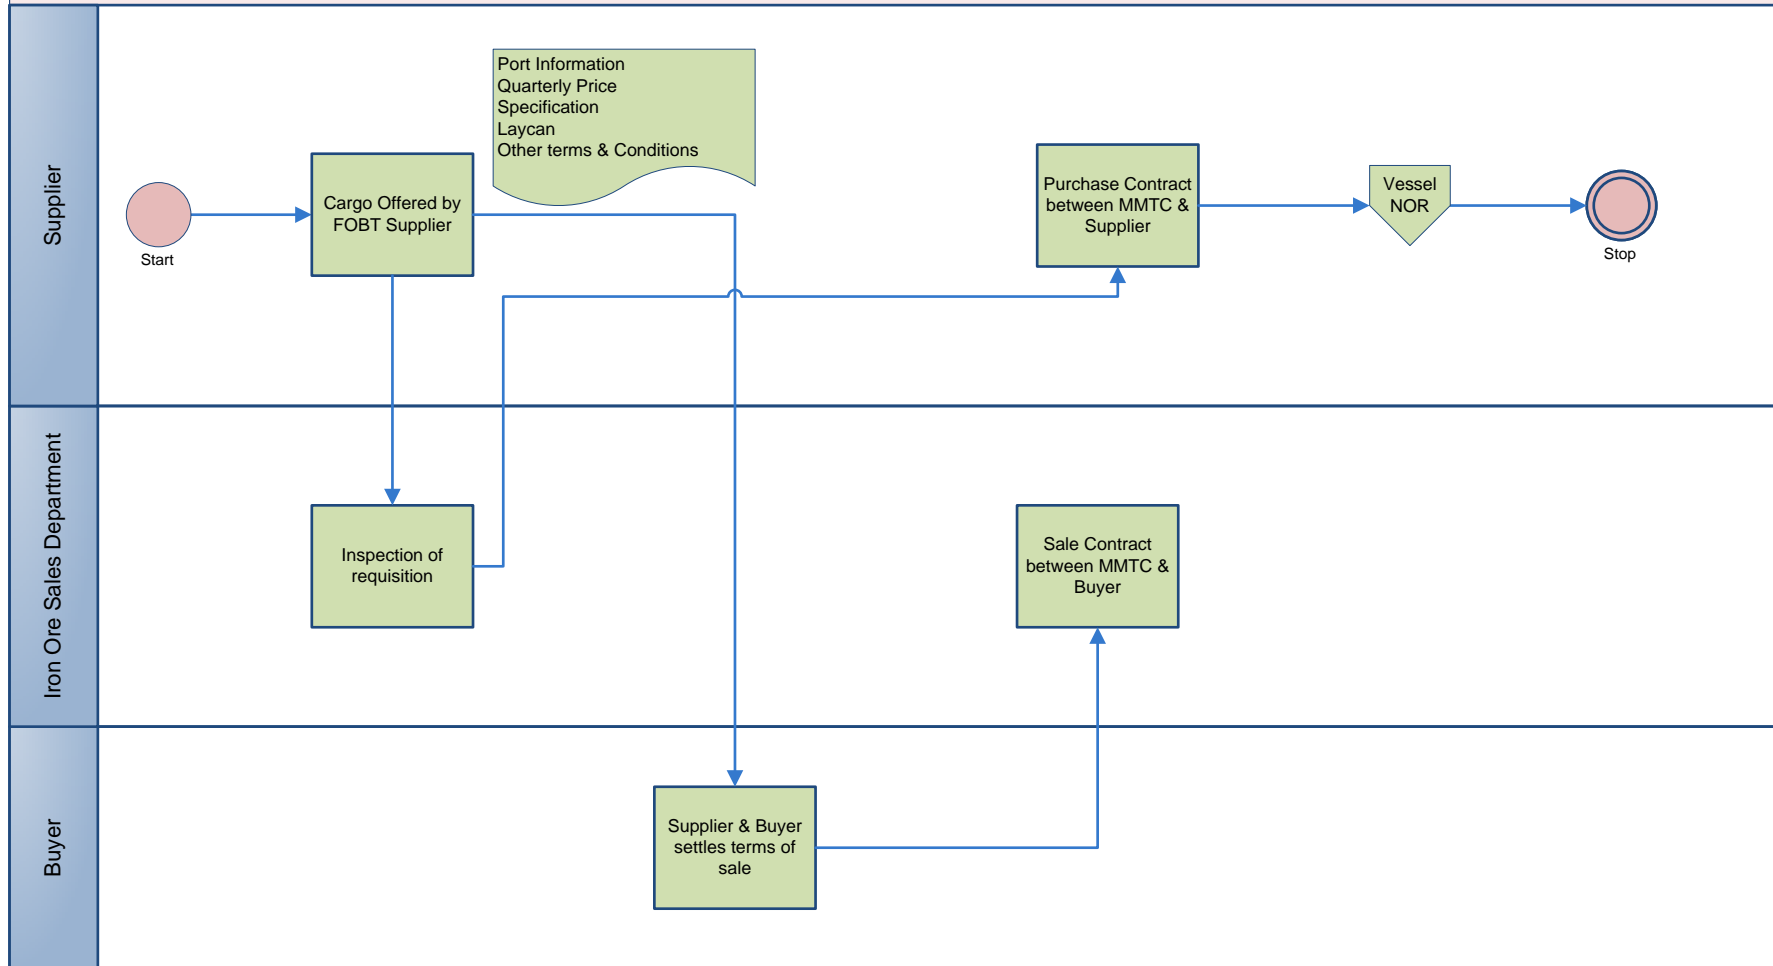 Supplier
Port Information
Quarterly Price
Specification
Laycan
Other terms & Conditions
Start
Cargo Offered by
FOBT Supplier
Purchase Contract
between MMTC &
Supplier
Vessel
NOR
Stop
Iron Ore Sales Department
Inspection of
requisition
Sale Contract
between MMTC &
Buyer
Buyer
Supplier & Buyer
settles terms of
sale